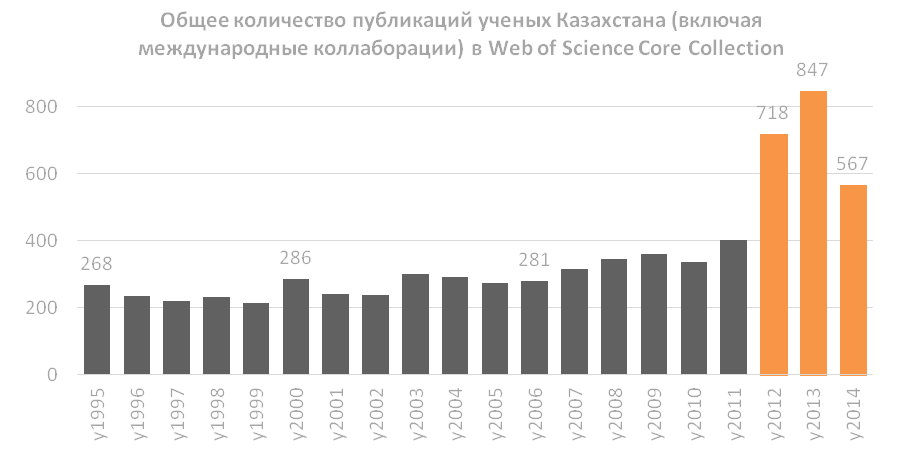 Общее количество публикаций ученых Казахстана (включая
международные коллаборации) в Web of Science Core Collection
847
800
718
600
567
400
286
281
268
200
0
y1995
y1996
y1997
y1998
y1999
y2000
y2001
y2002
y2003
y2004
y2005
y2006
y2007
y2008
y2009
y2010
y2011
y2012
y2013
y2014